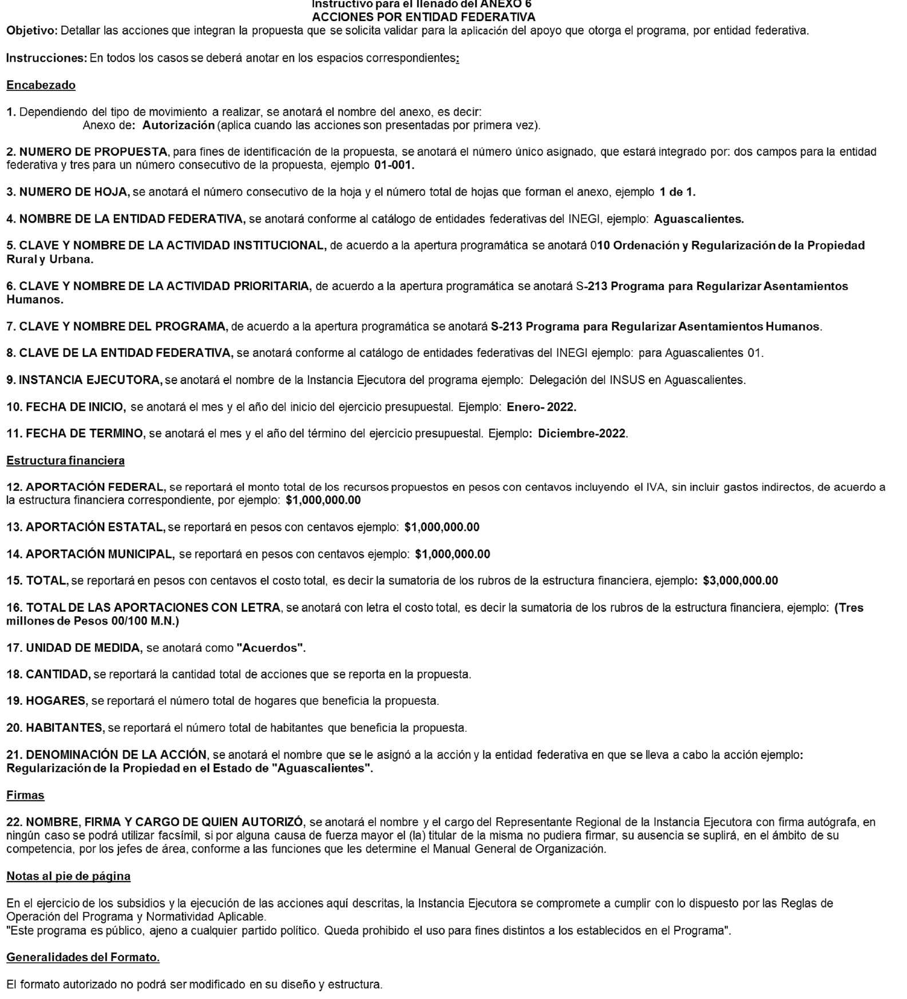 Instructivo para el llenado del ANEXO 6
ACCIONES POR ENTIDAD FEDERATIVA
Objetivo: Detallar las acciones que integran la propuesta que se solicita validar para la aplicación del apoyo que otorga el programa, por entidad federativa.
Instrucciones: En todos los casos se deberá anotar en los espacios correspondientes:
Encabezado
1. Dependiendo del tipo de movimiento a realizar, se anotará el nombre del anexo, es decir:
Anexo de: Autorización (aplica cuando las acciones son presentadas por primera vez).
2. NUMERO DE PROPUESTA, para fines de identificación de la propuesta, se anotará el número único asignado, que estará integrado por: dos campos para la entidad
federativa y tres para un número consecutivo de la propuesta, ejemplo 01-001.
3. NUMERO DE HOJA, se anotará el número consecutivo de la hoja y el número total de hojas que forman el anexo, ejemplo 1 de 1.
4. NOMBRE DE LA ENTIDAD FEDERATIVA, se anotará conforme al catálogo de entidades federativas del INEGI, ejemplo: Aguascalientes.
5. CLAVE Y NOMBRE DE LA ACTIVIDAD INSTITUCIONAL, de acuerdo a la apertura programática se anotará 010 Ordenación y Regularización de la Propiedad
Rural y Urbana.
6. CLAVE Y NOMBRE DE LA ACTIVIDAD PRIORITARIA, de acuerdo a la apertura programática se anotará S-213 Programa para Regularizar Asentamientos
Humanos.
7. CLAVE Y NOMBRE DEL PROGRAMA, de acuerdo a la apertura programática se anotará S-213 Programa para Regularizar Asentamientos Humanos.
8. CLAVE DE LA ENTIDAD FEDERATIVA, se anotará conforme al catálogo de entidades federativas del INEGI ejemplo: para Aguascalientes 01.
9. INSTANCIA EJECUTORA, se anotará el nombre de la Instancia Ejecutora del programa ejemplo: Delegación del INSUS en Aguascalientes.
10. FECHA DE INICIO, se anotará el mes y el año del inicio del ejercicio presupuestal. Ejemplo: Enero- 2022.
11. FECHA DE TERMINO, se anotará el mes y el año del término del ejercicio presupuestal. Ejemplo: Diciembre-2022.
Estructura financiera
12. APORTACIÓN FEDERAL, se reportará el monto total de los recursos propuestos en pesos con centavos incluyendo el IVA, sin incluir gastos indirectos, de acuerdo a
la estructura financiera correspondiente, por ejemplo: $1,000,000.00
13. APORTACIÓN ESTATAL, se reportará en pesos con centavos ejemplo: $1,000,000.00
14. APORTACIÓN MUNICIPAL, se reportará en pesos con centavos ejemplo: $1,000,000.00
15. TOTAL, se reportará en pesos con centavos el costo total, es decir la sumatoria de los rubros de la estructura financiera, ejemplo: $3,000,000.00
16. TOTAL DE LAS APORTACIONES CON LETRA, se anotará con letra el costo total, es decir la sumatoria de los rubros de la estructura financiera, ejemplo: (Tres
millones de Pesos 00/100 M.N.)
17. UNIDAD DE MEDIDA, se anotará como "Acuerdos".
18. CANTIDAD, se reportará la cantidad total de acciones que se reporta en la propuesta.
19. HOGARES, se reportará el número total de hogares que beneficia la propuesta.
20. HABITANTES, se reportará el número total de habitantes que beneficia la propuesta.
21. DENOMINACIÓN DE LA ACCIÓN, se anotará el nombre que se le asignó a la acción y la entidad federativa en que se lleva a cabo la acción ejemplo:
Regularización de la Propiedad en el Estado de "Aguascalientes".
Firmas
22. NOMBRE, FIRMA Y CARGO DE QUIEN AUTORIZÓ, se anotará el nombre y el cargo del Representante Regional de la Instancia Ejecutora con firma autógrafa, en
ningún caso se podrá utilizar facsímil, si por alguna causa de fuerza mayor el (la) titular de la misma no pudiera firmar, su ausencia se suplirá, en el ámbito de su
competencia, por los jefes de área, conforme a las funciones que les determine el Manual General de Organización.
Notas al pie de página
En el ejercicio de los subsidios y la ejecución de las acciones aquí descritas, la Instancia Ejecutora se compromete a cumplir con lo dispuesto por las Reglas de
Operación del Programa y Normatividad Aplicable.
"Este programa es público, ajeno a cualquier partido político. Queda prohibido el uso para fines distintos a los establecidos en el Programa".
Generalidades del Formato.
El formato autorizado no podrá ser modificado en su diseño y estructura.